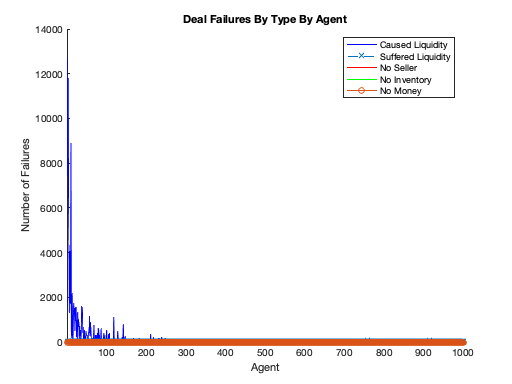 Deal Failures By Type By Agent
14000
12000
10000
8000
6000
4000
2000
0
Number of Failures
Caused Liquidity
Suffered Liquidity
No Seller
No Inventory
No Money
100 200 300 400 500 600 700 800 900 1000
Agent